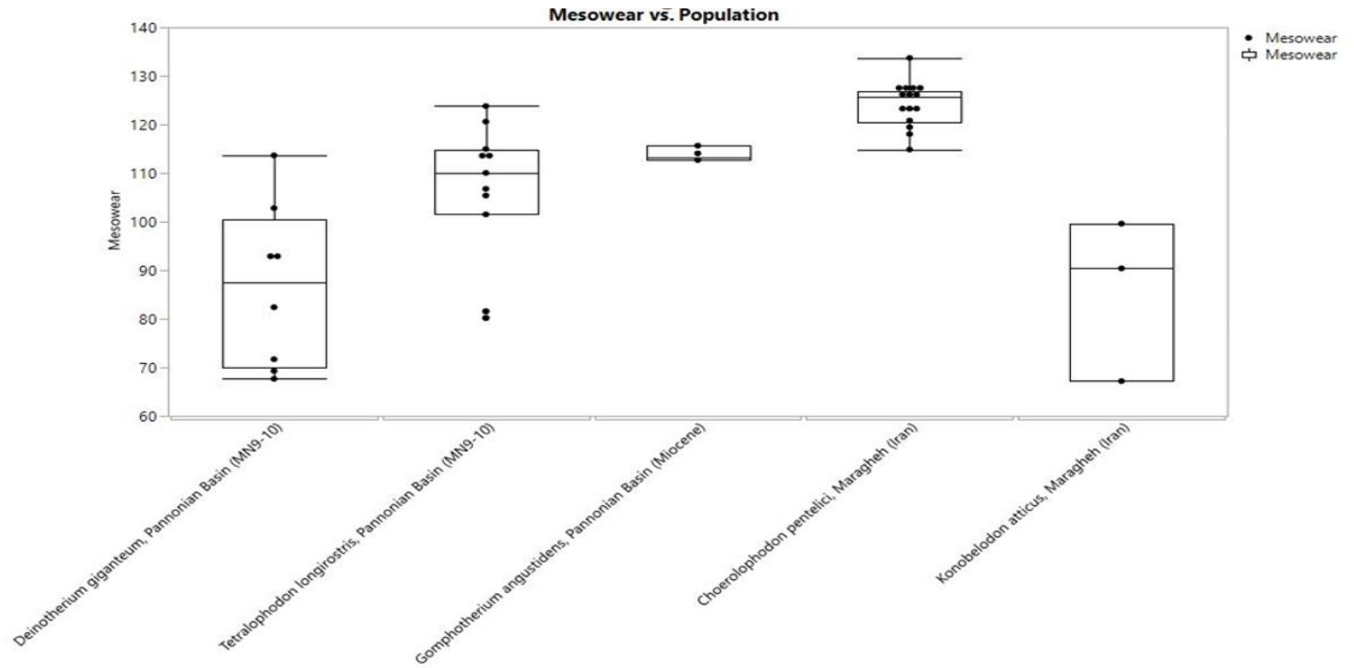 Mesowear vs. Population
Mesowear
Mesowear
140
130
120
110
100
90
80
70
60
Mesowear
Deinotherium giganteum, Pannonian Basin (MN9-10)
Tetralophodon longirostris, Pannonian Basin (MN9-10)
Gomphotherium angustidens, Pannonian Basin (Miocene)
Choerolophodon pentelici, Maragheh (Iran)
Konobelodon atticus, Maragheh (Iran)